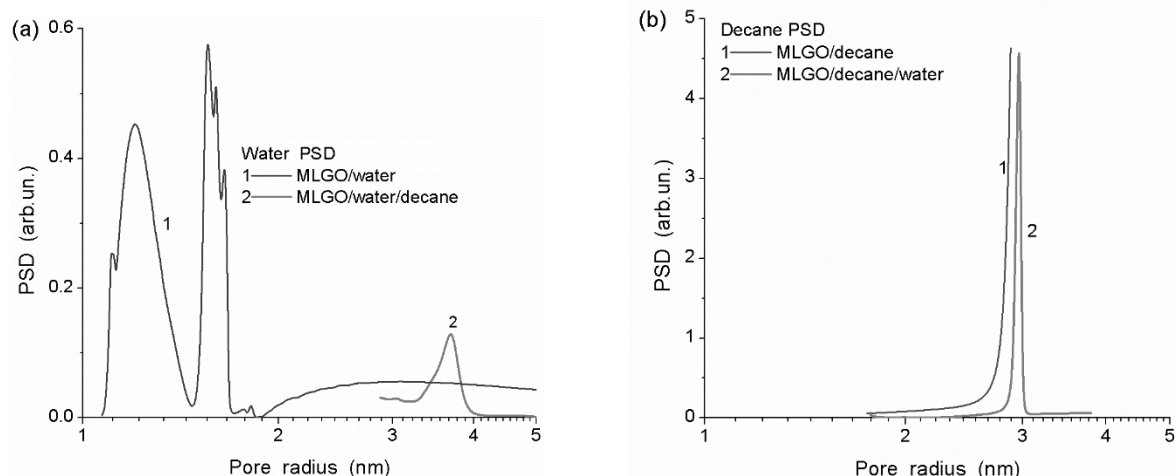 (a)
0.6
0.4
0.2
0.0
PSD (arb.un.)
Water PSD
1 MLGO/water
2 MLGO/water/decane
1
2
1 2 3 4 5
Pore radius (nm)
(b)
5
4
3
2
1
0
PSD (arb.un.)
Decane PSD
1 MLGO/decane
2 MLGO/decane/water
1
2
1 2 3 4 5
Pore radius (nm)